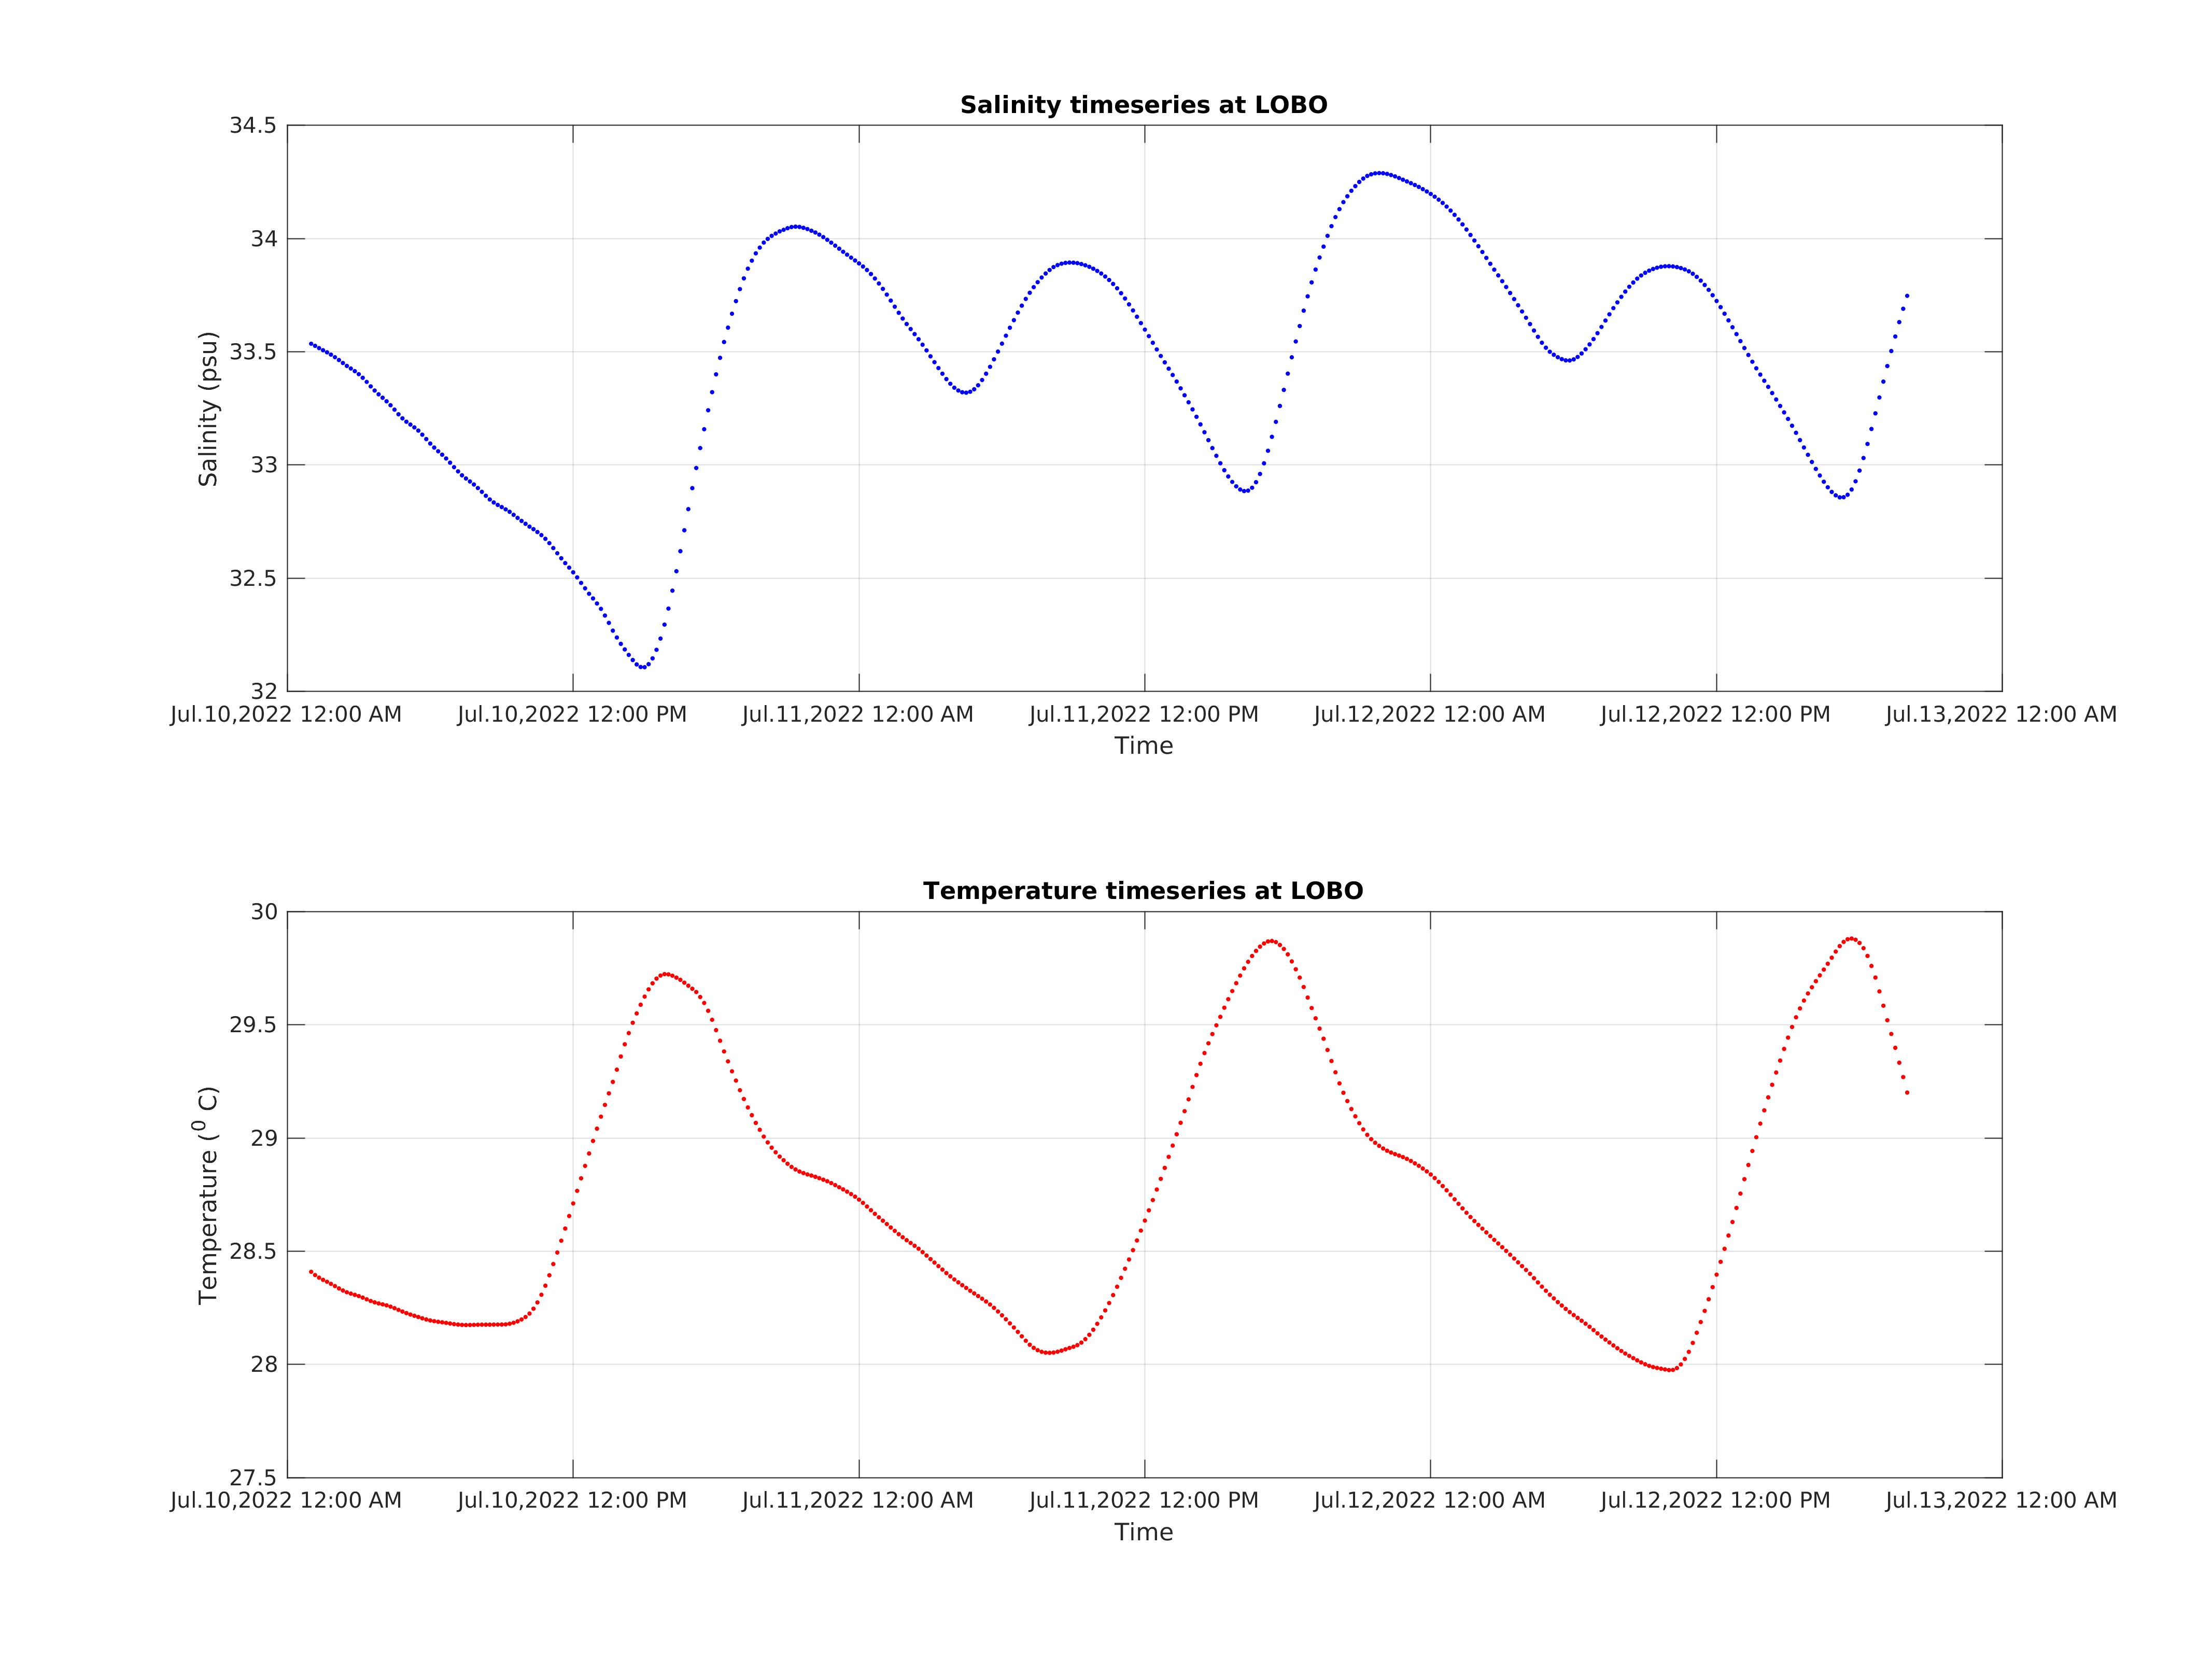 Salinity timeseries at LOBO
34.5
34
33.5
33
32.5
32
Salinity (psu)
Jul.10,2022 12:00 AM Jul.10,2022 12:00 PM Jul.11,2022 12:00 AM Jul.11,2022 12:00 PM Jul.12,2022 12:00 AM Jul.12,2022 12:00 PM Jul.13,2022 12:00 AM
Time
Temperature timeseries at LOBO
30
29.5
29
28.5
28
27.5
Temperature (⁰ C)
Jul.10,2022 12:00 AM Jul.10,2022 12:00 PM Jul.11,2022 12:00 AM Jul.11,2022 12:00 PM Jul.12,2022 12:00 AM Jul.12,2022 12:00 PM Jul.13,2022 12:00 AM
Time